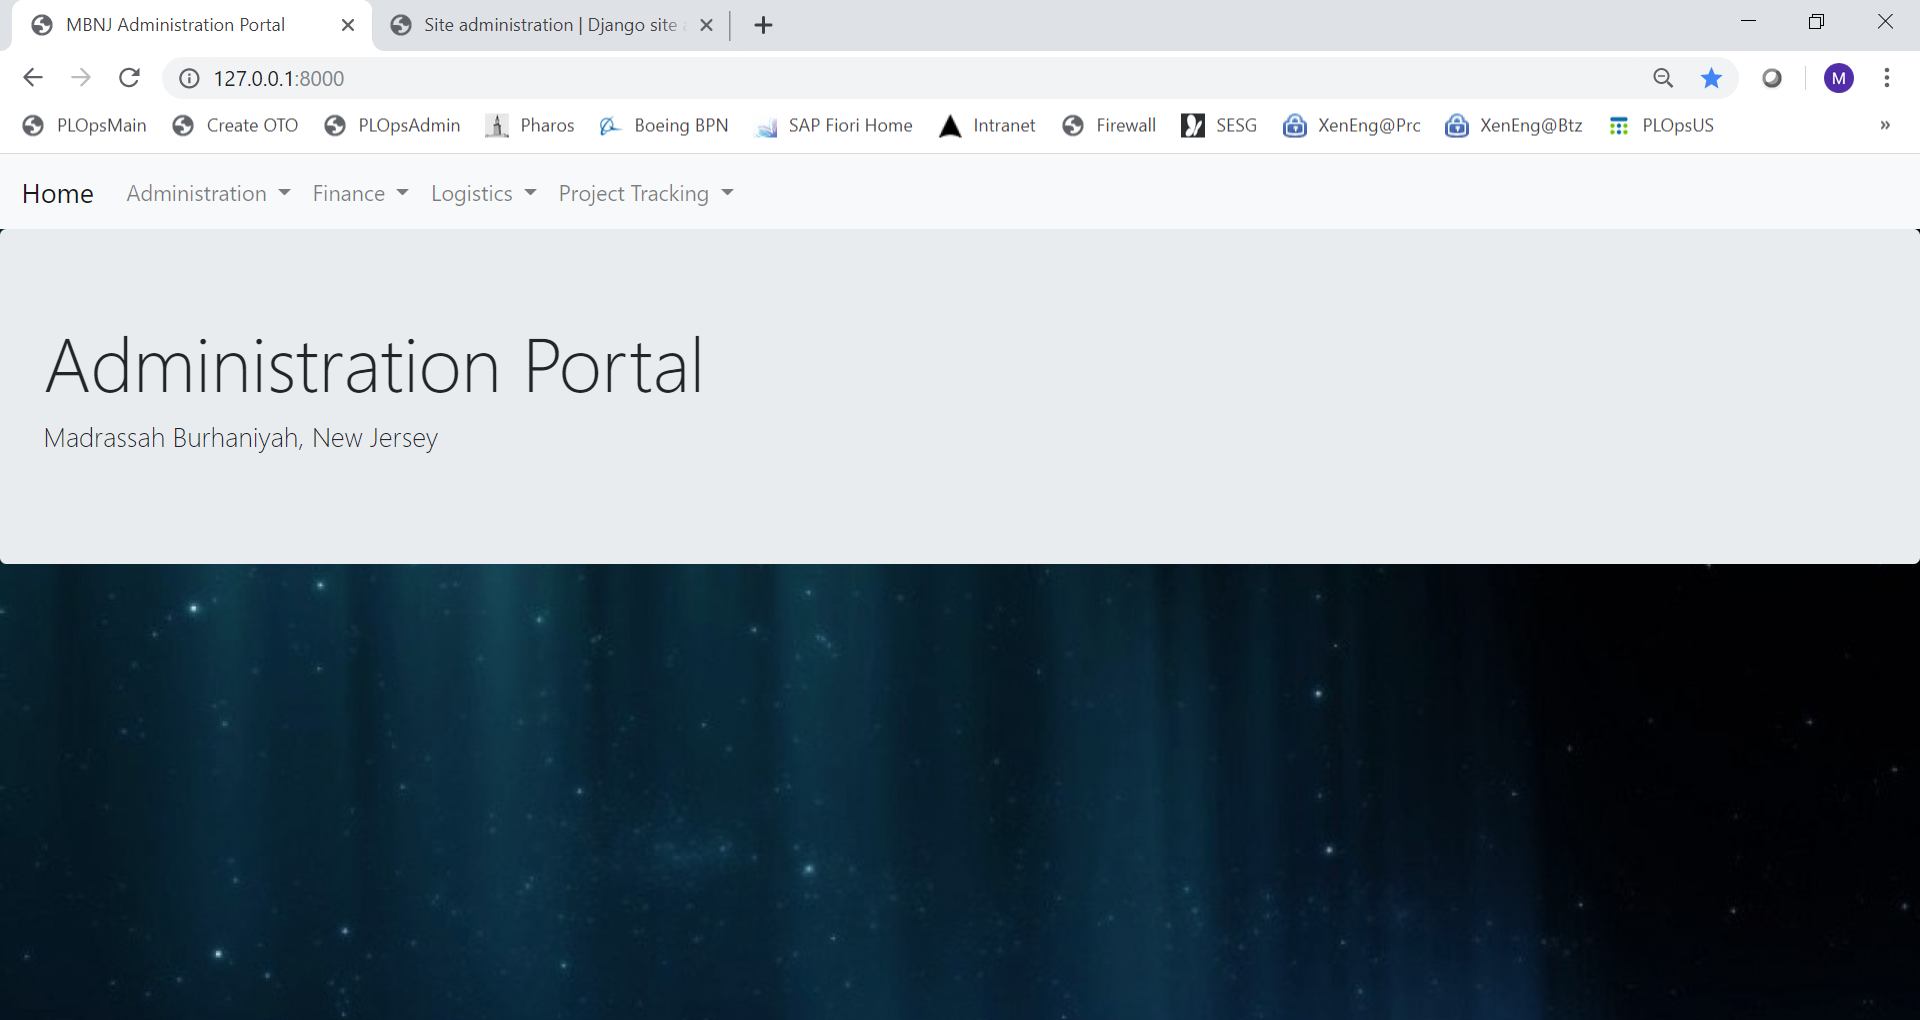 MBNJ Administration Portal
Site administration | Django site
127.0.0.1:8000
M
PLOpsMain Create OTO PLOpsAdmin Pharos Boeing BPN SAP Fiori Home Intranet Firewall SESG XenEng@Prc XenEng@Btz PLOpsUS »
Home Administration Finance Logistics Project Tracking
Administration Portal
Madrassah Burhaniyah, New Jersey